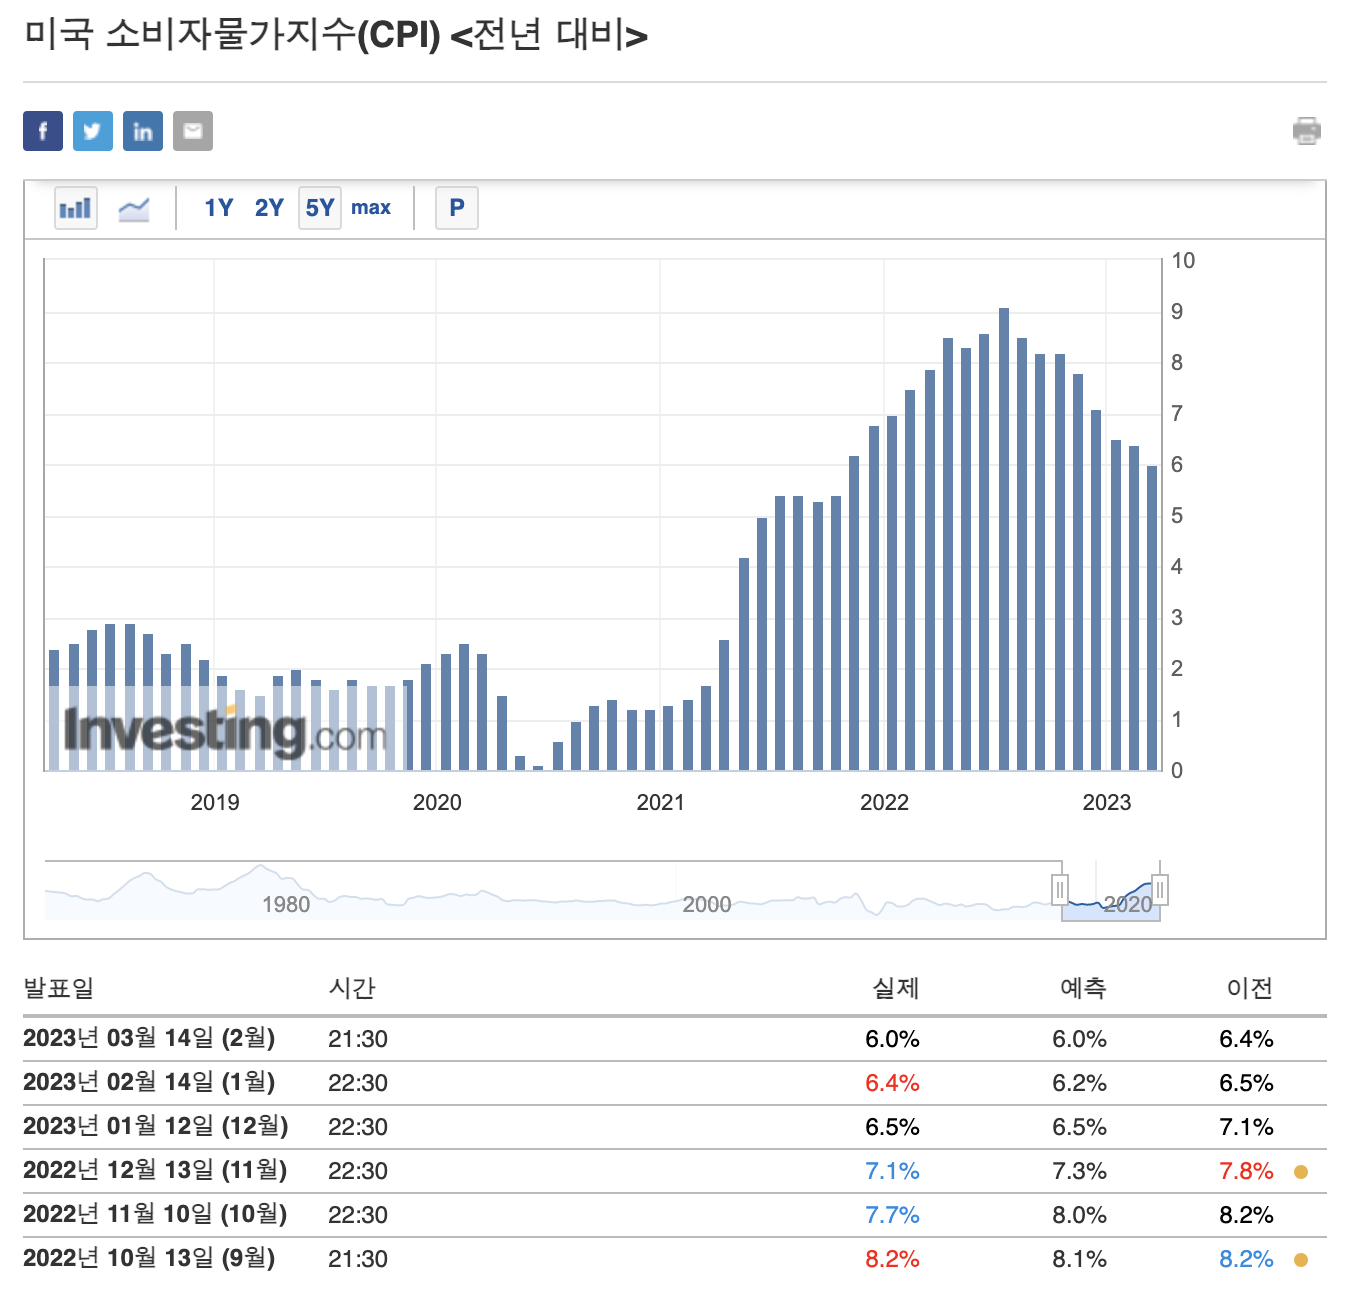 미국 소비자물가지수(CPI) <전년 대비>
f in
1Y 2Y 5Y max P
10
9
8
7
6
5
4
3
2
1
0
Investing.com
2019 2020 2021 2022 2023
1980 2000 2020
발표일 시간 실제 예측 이전
2023년 03월 14일 (2월) 21:30 6.0% 6.0% 6.4%
2023년 02월 14일 (1월) 22:30 6.4% 6.2% 6.5%
2023년 01월 12일 (12월) 22:30 6.5% 6.5% 7.1%
2022년 12월 13일 (11월) 22:30 7.1% 7.3% 7.8%
2022년 11월 10일 (10월) 22:30 7.7% 8.0% 8.2%
2022년 10월 13일 (9월) 21:30 8.2% 8.1% 8.2%